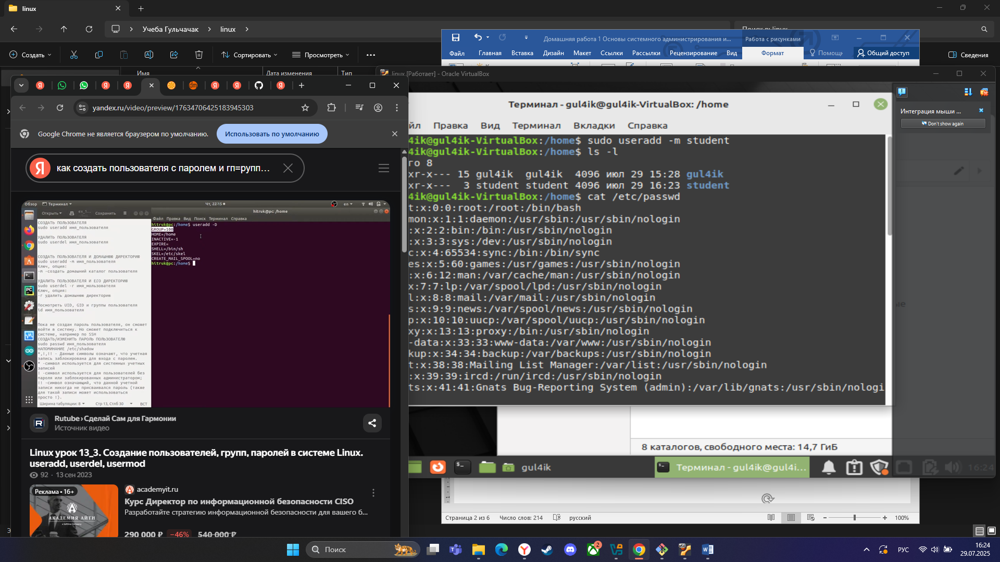 linux
Учеба Гульчачак
linux
Создать
Сортировать
Просмотреть
Сведения
Имя
Дата изменения
Тип
Домашняя работа 1 Основы системного администрирования и...
Работа с рисунками
Файл
Главная
Вставка
Дизайн
Макет
Ссылки
Рассылки
Рецензирование
Вид
Формат
Помощн
Общий доступ
linux [Работает] - Oracle VirtualBox
yandex.ru/video/preview/17634706425183945303
Google Chrome не является браузером по умолчанию.
Использовать по умолчанию
как создать пользователя с паролем и гп=рупп...
Обзор
Терминал
Чт, 22:15
en
Открыть
Сохранить
hitruk@pc: /home
Файл Правка Вид Поиск Терминал Справка
СОЗДАТЬ ПОЛЬЗОВАТЕЛЯ
sudo useradd имя_пользователя
УДАЛИТЬ ПОЛЬЗОВАТЕЛЯ
sudo userdel имя_пользователя
СОЗДАТЬ ПОЛЬЗОВАТЕЛЯ И ДОМАШНЮЮ ДИРЕКТОРИЮ
sudo useradd -m имя_пользователя
Ключ, опция:
-m -создать домашний каталог пользователя
УДАЛИТЬ ПОЛЬЗОВАТЕЛЯ И ЕГО ДИРЕКТОРИЮ
sudo userdel -r имя_пользователя
Ключ, опция:
-r удалить домашнюю директорию
Посмотреть UID, GID и группы пользователя
id имя_пользователя
Пока не создан пароль пользователя, он сможет
войти в систему. Но сможет подключиться к
системе, например по SSH
СОЗДАТЬ/ИЗМЕНИТЬ ПАРОЛЬ ПОЛЬЗОВАТЕЛЮ
sudo passwd имя_пользователя
НАПОМИНАНИЕ /etc/shadow
*,!,!! - Данные символы означают, что учетная
запись заблокирована для входа с паролем.
* -символ используется для системных учетных
записей
! -символ используется для пользователей без
пароля или заблокированных администратором;
!! -символ означающий, что данной учетной
записи никогда не присваивался пароль (также
для такой записи может использоваться
просто !).
Ширина табуляции: 8
Стр 13, Стлб 30
ВСТ
hitruk@pc:/home$ useradd -D
GROUP=100
HOME=/home
INACTIVE=-1
EXPIRE=
SHELL=/bin/sh
SKEL=/etc/skel
CREATE_MAIL_SPOOL=no
hitruk@pc:/home$
Rutube › Сделай Сам для Гармонии
Источник видео
Linux урок 13_3. Создание пользователей, групп, паролей в системе Linux.
useradd, userdel, usermod
92 · 13 сен 2023
Реклама • 16+
АКАДЕМИЯ АЙТИ
academyit.ru
Курс Директор по информационной безопасности CISO
Разработайте стратегию информационной безопасности для вашего б...
290 000 ₽ −46% 540 000 ₽
Терминал - gul4ik@gul4ik-VirtualBox: /home
йл Правка Вид Терминал Вкладки Справка
4ik@gul4ik-VirtualBox:/home$ sudo useradd -m student
4ik@gul4ik-VirtualBox:/home$ ls -l
го 8
xr-x--- 15 gul4ik gul4ik 4096 июл 29 15:28 gul4ik
xr-x--- 3 student student 4096 июл 29 16:23 student
4ik@gul4ik-VirtualBox:/home$ cat /etc/passwd
t:x:0:0:root:/root:/bin/bash
mon:x:1:1:daemon:/usr/sbin:/usr/sbin/nologin
:x:2:2:bin:/bin:/usr/sbin/nologin
:x:3:3:sys:/dev:/usr/sbin/nologin
c:x:4:65534:sync:/bin:/bin/sync
es:x:5:60:games:/usr/games:/usr/sbin/nologin
:x:6:12:man:/var/cache/man:/usr/sbin/nologin
x:7:7:lp:/var/spool/lpd:/usr/sbin/nologin
l:x:8:8:mail:/var/mail:/usr/sbin/nologin
s:x:9:9:news:/var/spool/news:/usr/sbin/nologin
p:x:10:10:uucp:/var/spool/uucp:/usr/sbin/nologin
xy:x:13:13:proxy:/bin:/usr/sbin/nologin
-data:x:33:33:www-data:/var/www:/usr/sbin/nologin
kup:x:34:34:backup:/var/backups:/usr/sbin/nologin
t:x:38:38:Mailing List Manager:/var/list:/usr/sbin/nologin
:x:39:39:ircd:/run/ircd:/usr/sbin/nologin
ts:x:41:41:Gnats Bug-Reporting System (admin):/var/lib/gnats:/usr/sbin/nologi
Интеграция мыши ...
Don't show again
8 каталогов, свободного места: 14,7 ГиБ
gul4ik
Терминал - gul4ik@gul4i...
16:24
Страница 2 из 6
Число слов: 214
русский
100%
Поиск
2
РУС
16:24
29.07.2025